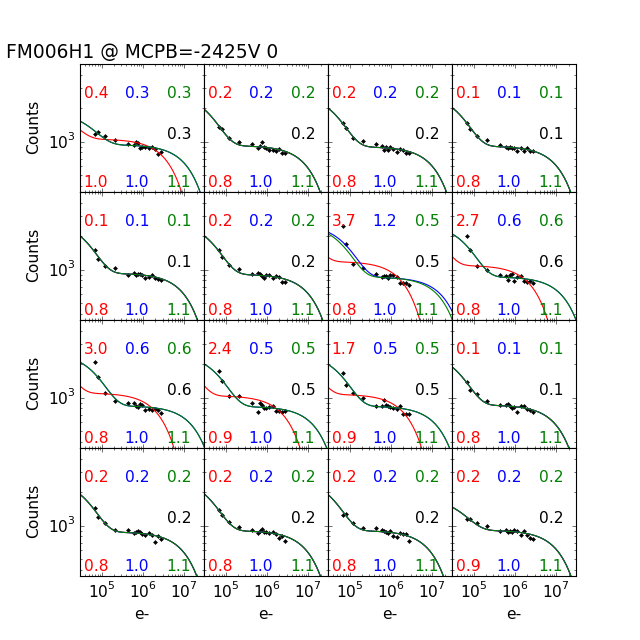 FM006H1 @ MCPB=-2425V 0
0.4 0.3 0.3 0.2 0.2 0.2 0.2 0.2 0.2 0.1 0.1 0.1
Counts 10³ 0.3 0.2 0.2 0.1
1.0 1.0 1.1 0.8 1.0 1.1 0.8 1.0 1.1 0.8 1.0 1.1
0.1 0.1 0.1 0.2 0.2 0.2 3.7 1.2 0.5 2.7 0.6 0.6
Counts 10³ 0.1 0.2 0.5 0.6
0.8 1.0 1.1 0.8 1.0 1.1 0.8 1.0 1.1 0.8 1.0 1.1
3.0 0.6 0.6 2.4 0.5 0.5 1.7 0.5 0.5 0.1 0.1 0.1
Counts 10³ 0.6 0.5 0.5 0.1
0.8 1.0 1.1 0.9 1.0 1.1 0.9 1.0 1.1 0.8 1.0 1.1
0.2 0.2 0.2 0.2 0.2 0.2 0.2 0.2 0.2 0.2 0.2 0.2
Counts 10³ 0.2 0.2 0.2 0.2
0.8 1.0 1.1 0.8 1.0 1.1 0.8 1.0 1.1 0.9 1.0 1.1
10⁵ 10⁶ 10⁷ 10⁵ 10⁶ 10⁷ 10⁵ 10⁶ 10⁷ 10⁵ 10⁶ 10⁷
e- e- e- e-